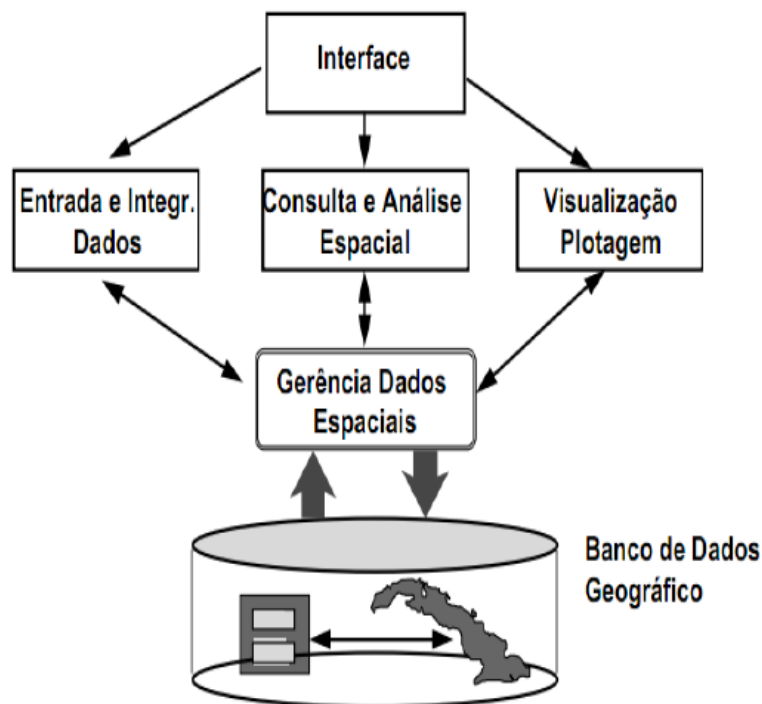 Interface
Entrada e Integr.
Dados
Consulta e Análise
Espacial
Visualização
Plotagem
Gerência Dados
Espaciais
Banco de Dados
Geográfico